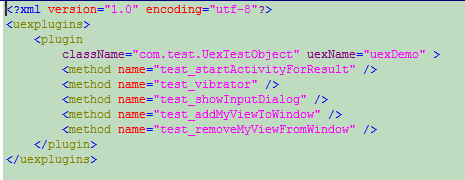 <?xml version="1.0" encoding="utf-8"?>
<uexplugins>
<plugin
className="com.test.UexTestObject" uexName="uexDemo" >
<method name="test_startActivityForResult" />
<method name="test_vibrator" />
<method name="test_showInputDialog" />
<method name="test_addMyViewToWindow" />
<method name="test_removeMyViewFromWindow" />
</plugin>
</uexplugins>